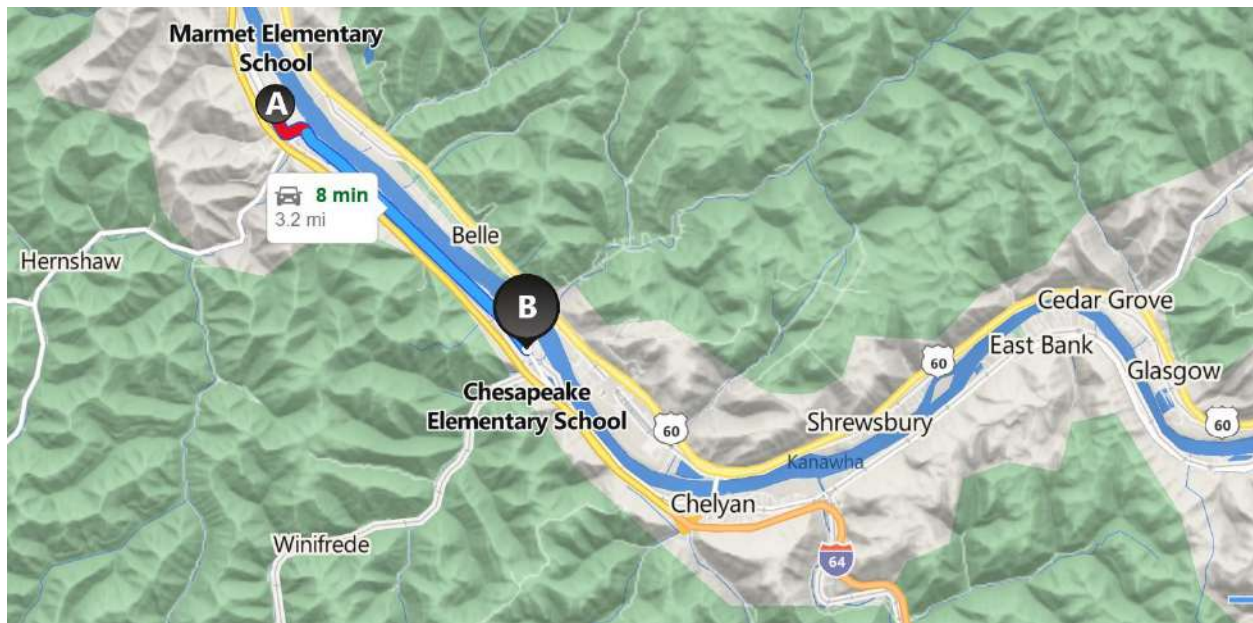 Marmet Elementary
School
A
8 min
3.2 mi
Belle
Hernshaw
B
Cedar Grove
East Bank
60
Glasgow
Chesapeake
Elementary School
Shrewsbury
60
60
Kanawha
Chelyan
Winifrede
64